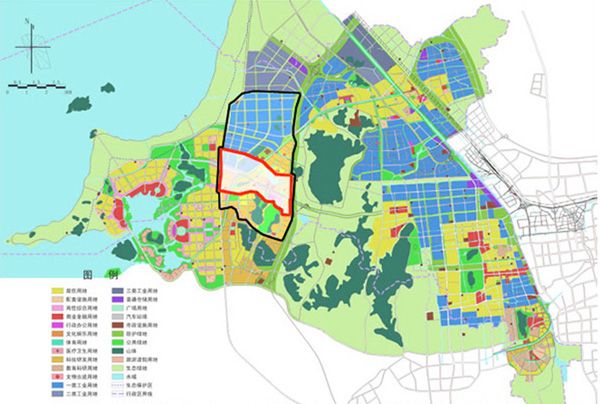 图 例
居住用地
配套设施用地
商住综合用地
商业金融用地
行政办公用地
文化娱乐用地
体育用地
医疗卫生用地
科技研发用地
教育科研用地
文物古迹用地
一类工业用地
二类工业用地
三类工业用地
普通仓储用地
广场用地
汽车站场
市政设施用地
防护绿地
公共绿地
山体
旅游度假用地
生态绿地
水域
生态保护区
行政区界线